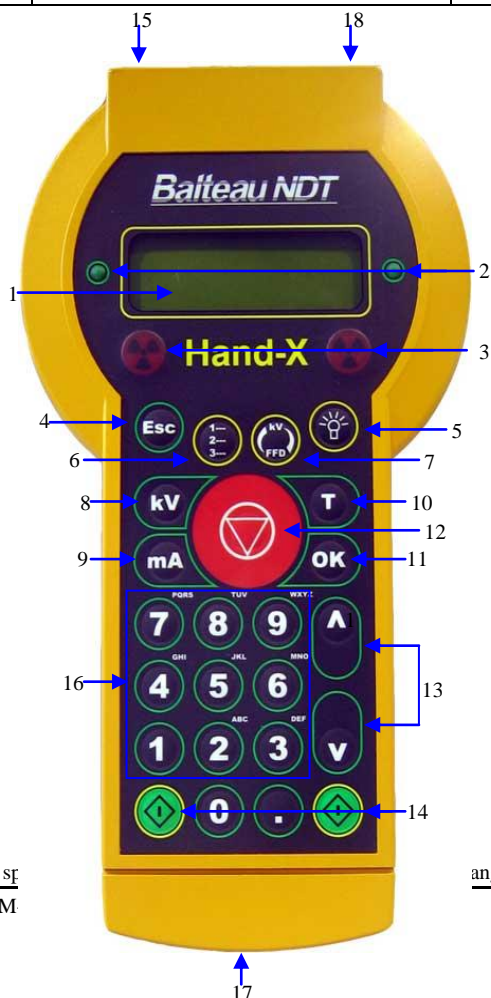 15 18
Balteau NDT
2
1
Hand-X
3
4 Esc
1---
2---
3---
kV
FFD
5
6 7
8 kV T 10
12
9 mA OK 11
PQRS TUV WXYZ
7 8 9 Λ
GHI JKL MNO
16 4 5 6 13
ABC DEF
1 2 3 V
0 . 14
17